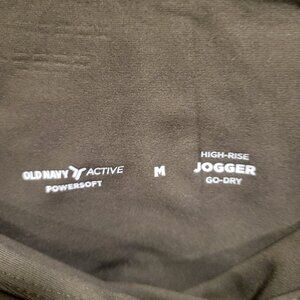 OLD NAVY ACTIVE
POWERSOFT
M
HIGH-RISE
JOGGER
GO-DRY